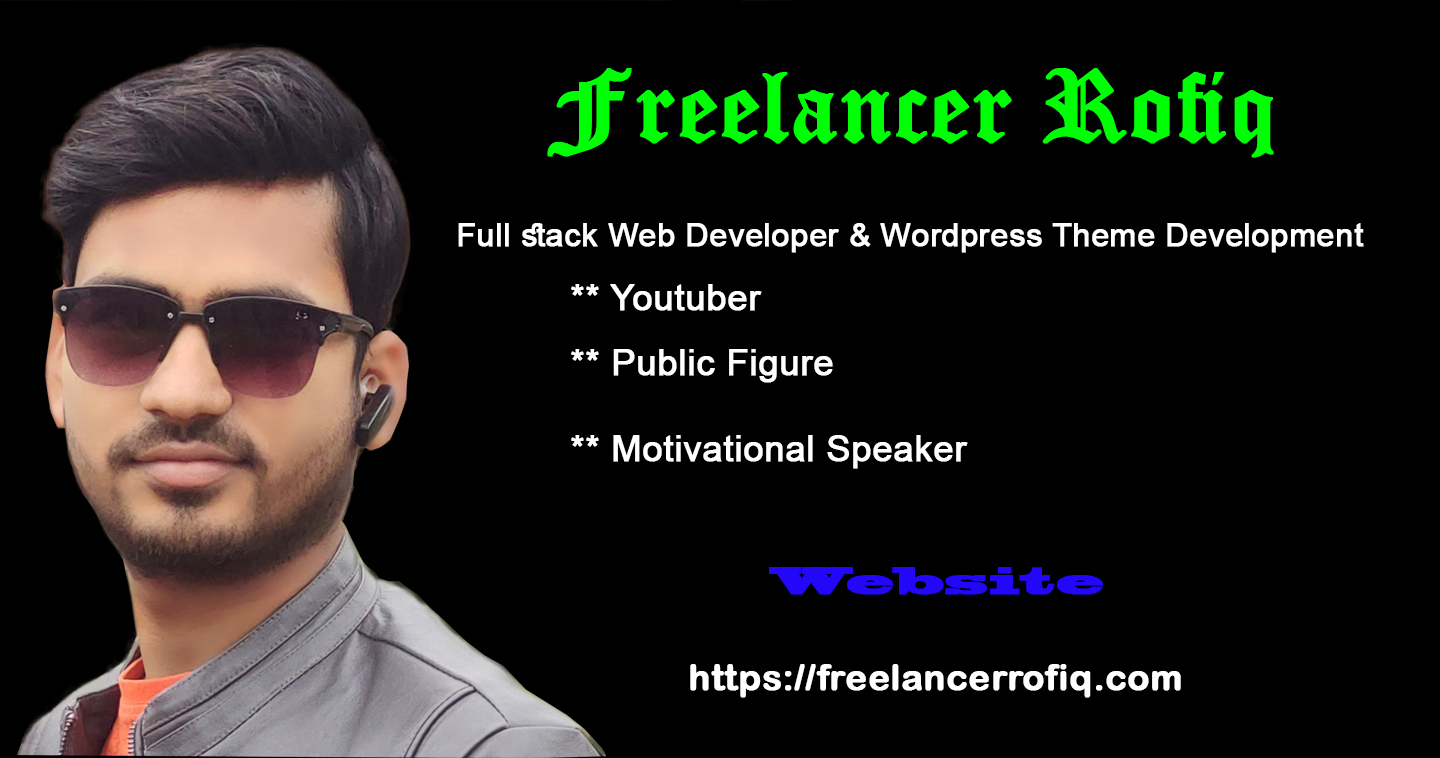 Freelancer Rofiq
Full stack Web Developer & Wordpress Theme Development
** Youtuber
** Public Figure
** Motivational Speaker
Website
https://freelancerrofiq.com